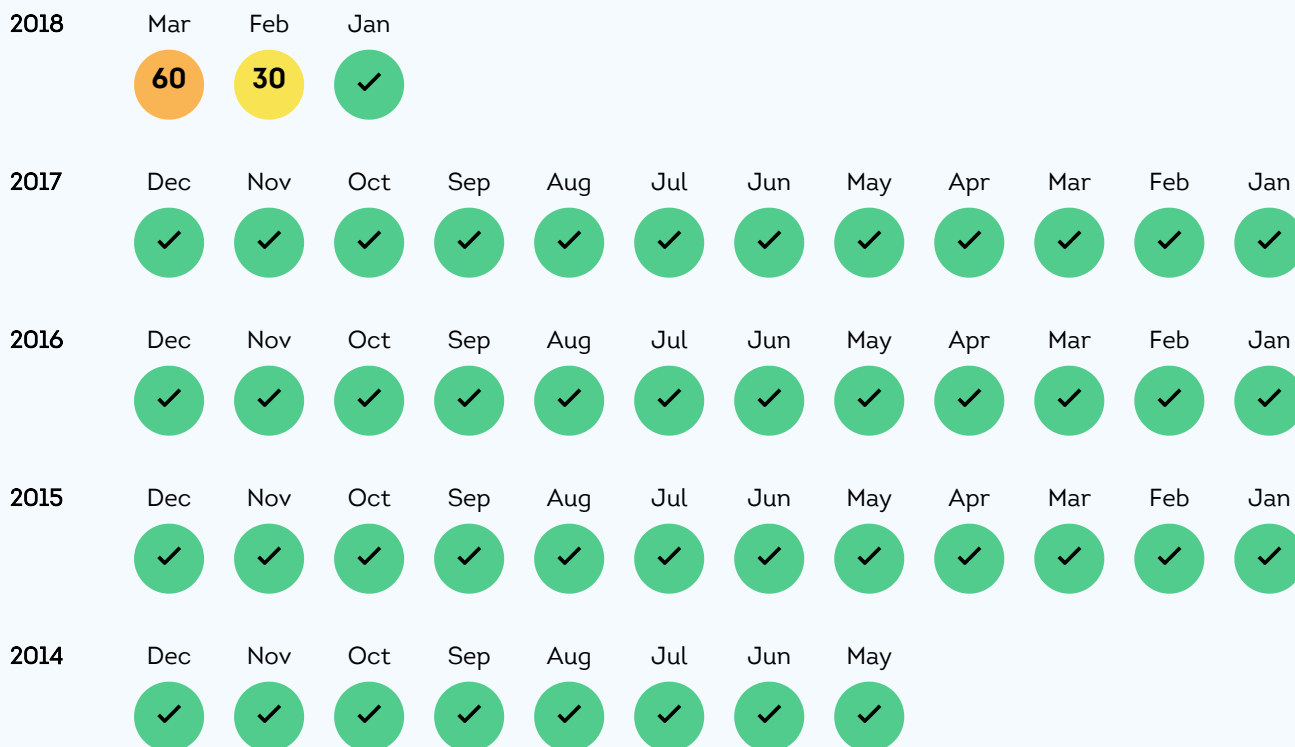 2018 Mar Feb Jan
60 30
2017 Dec Nov Oct Sep Aug Jul Jun May Apr Mar Feb Jan
2016 Dec Nov Oct Sep Aug Jul Jun May Apr Mar Feb Jan
2015 Dec Nov Oct Sep Aug Jul Jun May Apr Mar Feb Jan
2014 Dec Nov Oct Sep Aug Jul Jun May